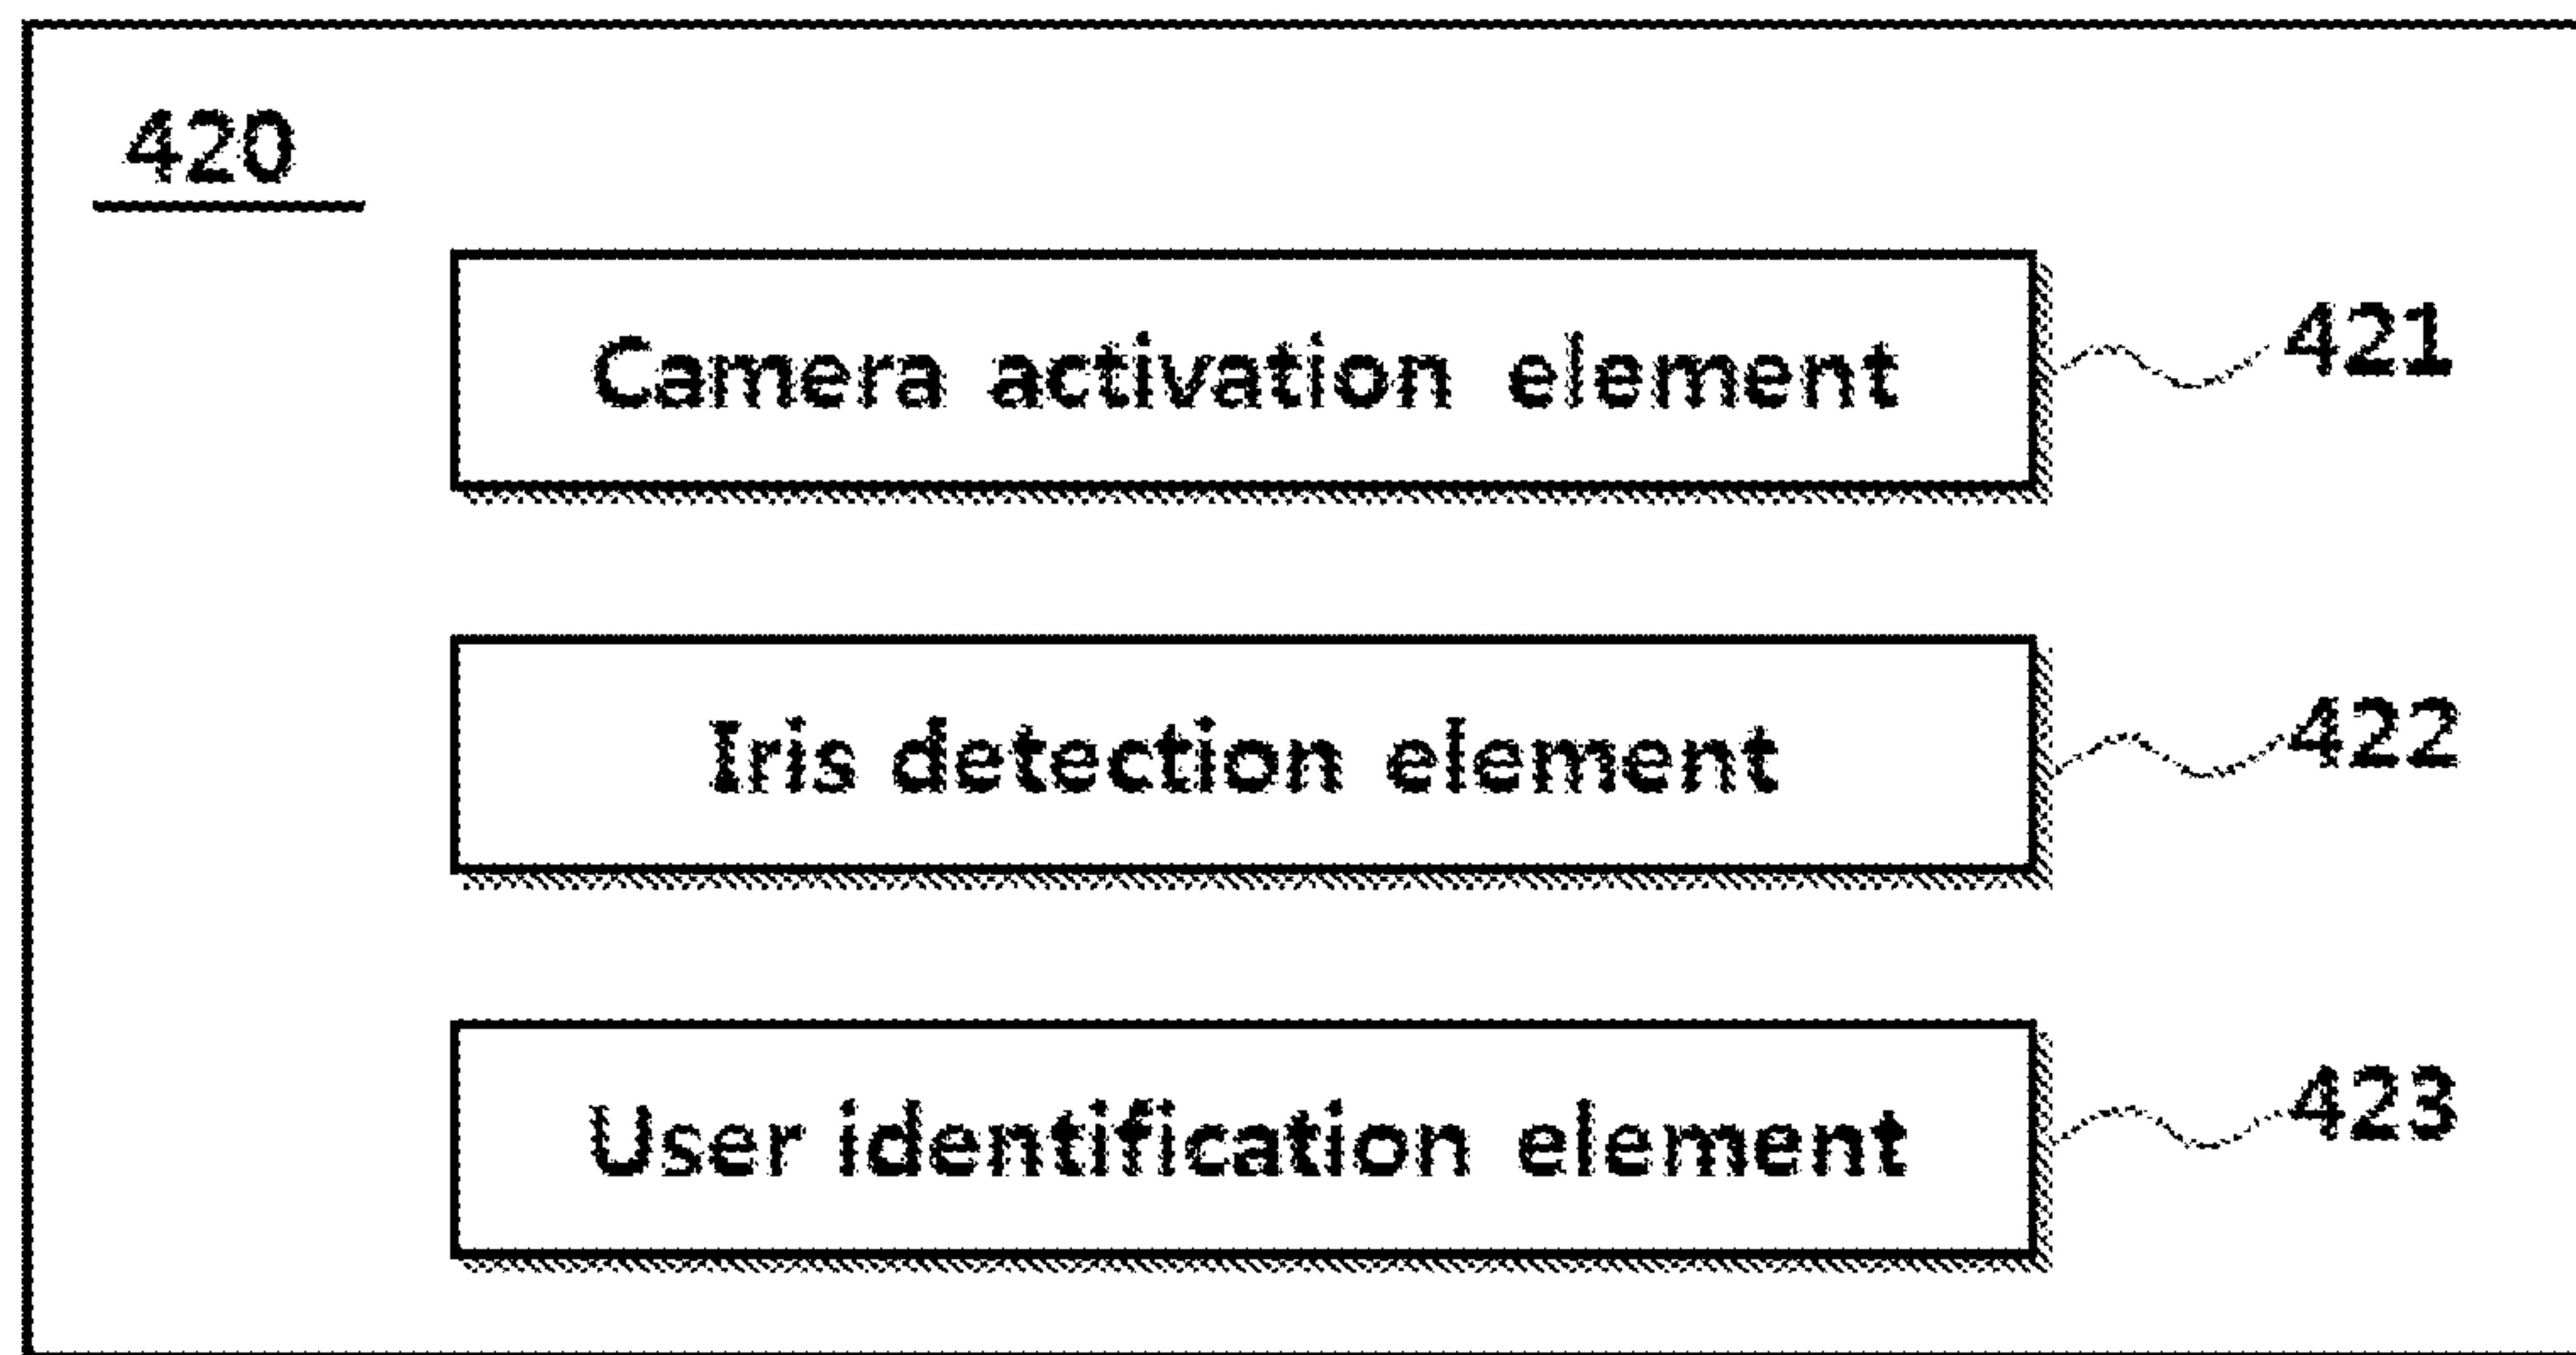 420
Camera activation element 421
Iris detection element 422
User identification element 423